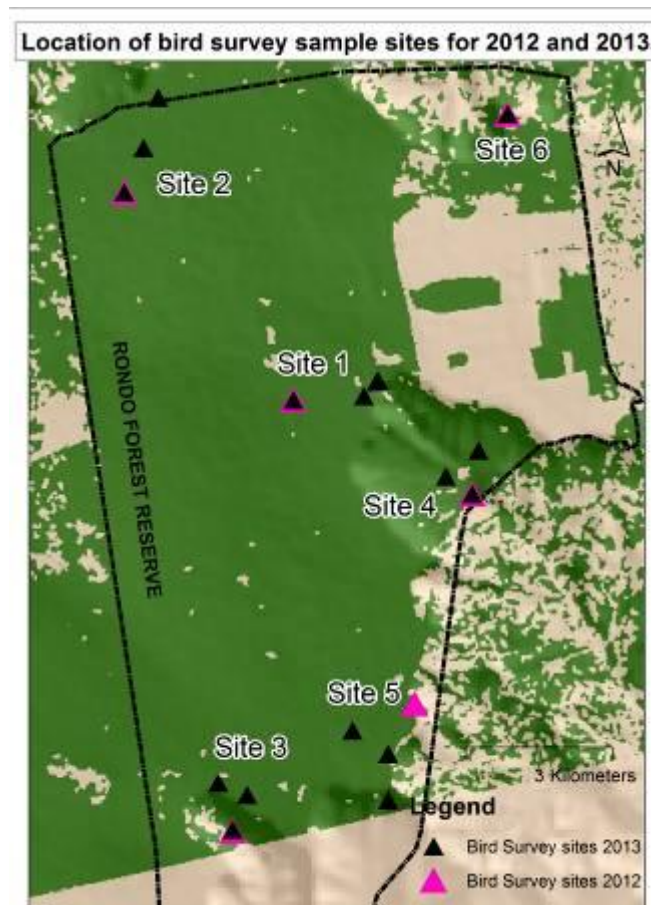 Location of bird survey sample sites for 2012 and 2013
Site 6
N
Site 2
Site 1
RONDO FOREST RESERVE
Site 4
Site 5
Site 3
3 Kilometers
Legend
Bird Survey sites 2013
Bird Survey sites 2012